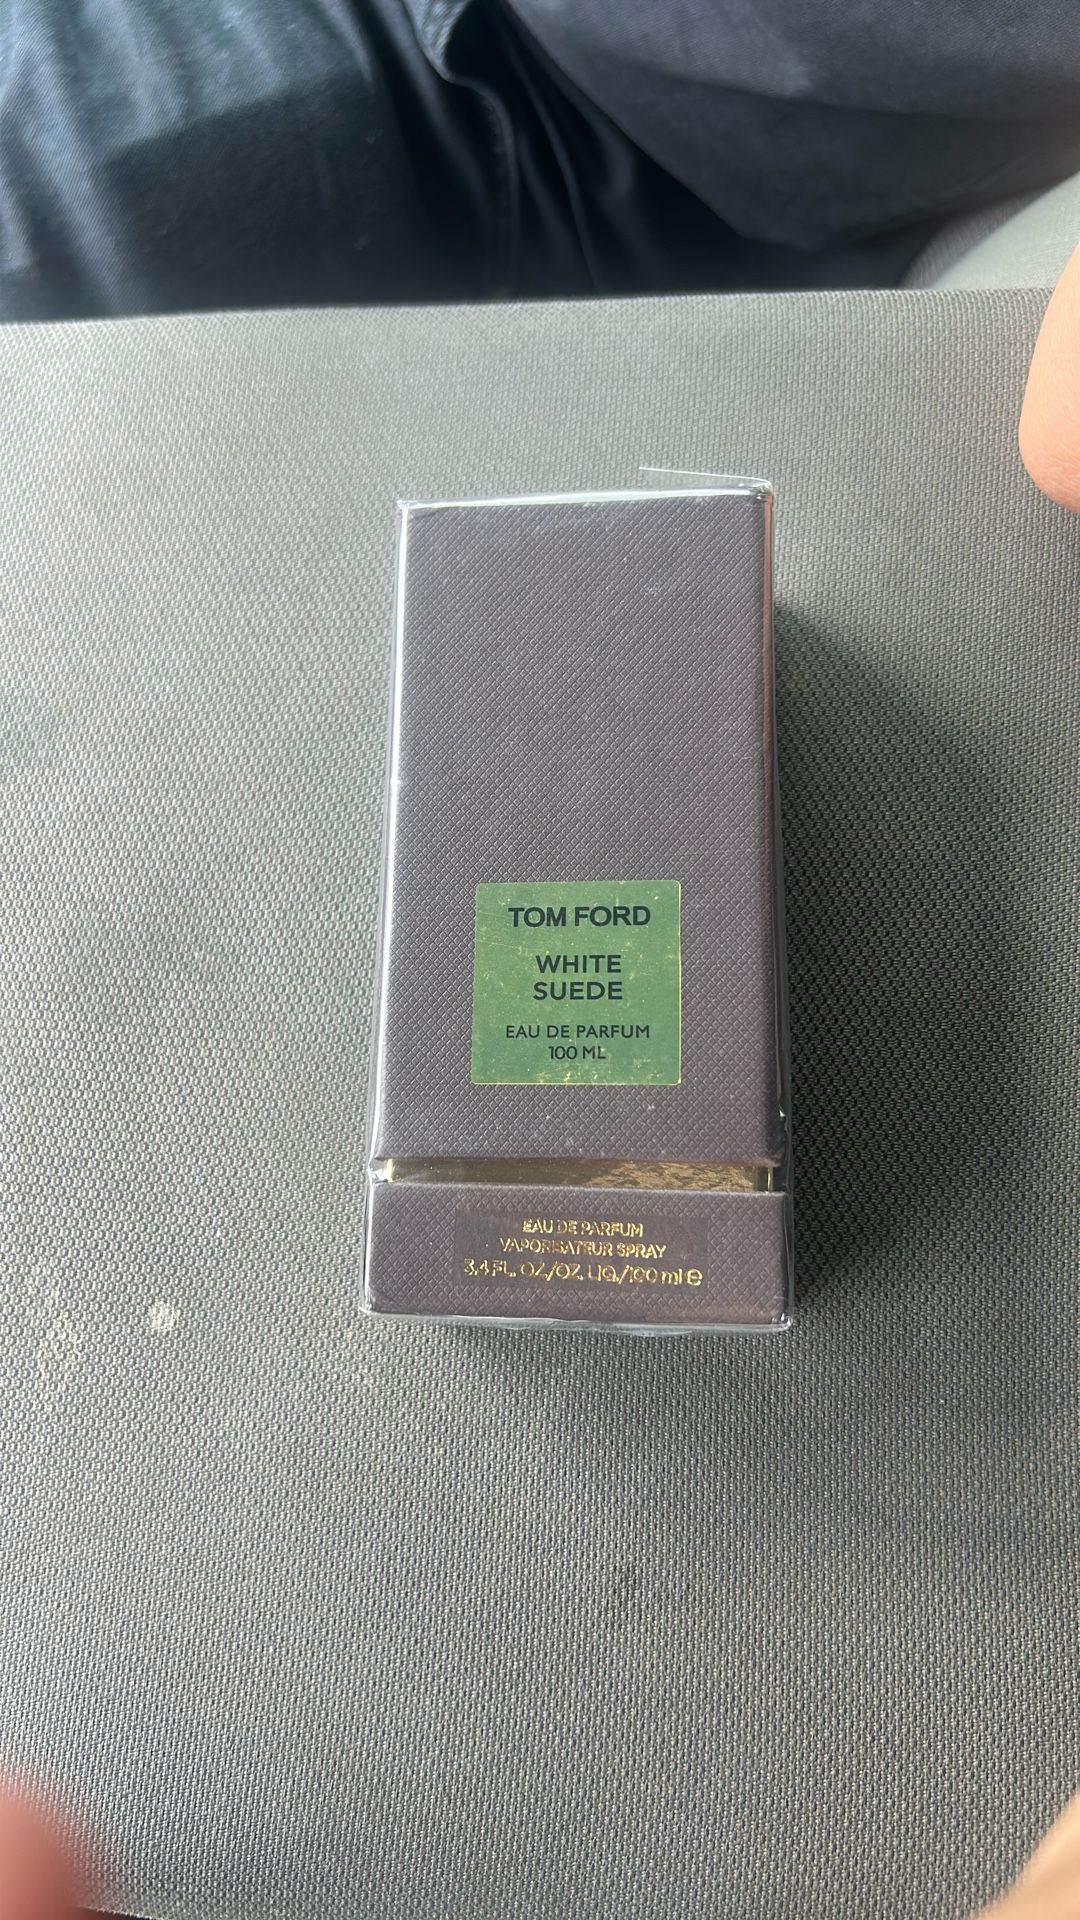 TOM FORD
WHITE
SUEDE
EAU DE PARFUM
100 ML
EAU DE PARFUM
VAPORISATEUR SPRAY
3.4 FL. OZ./OZ. LIQ./100 ml e